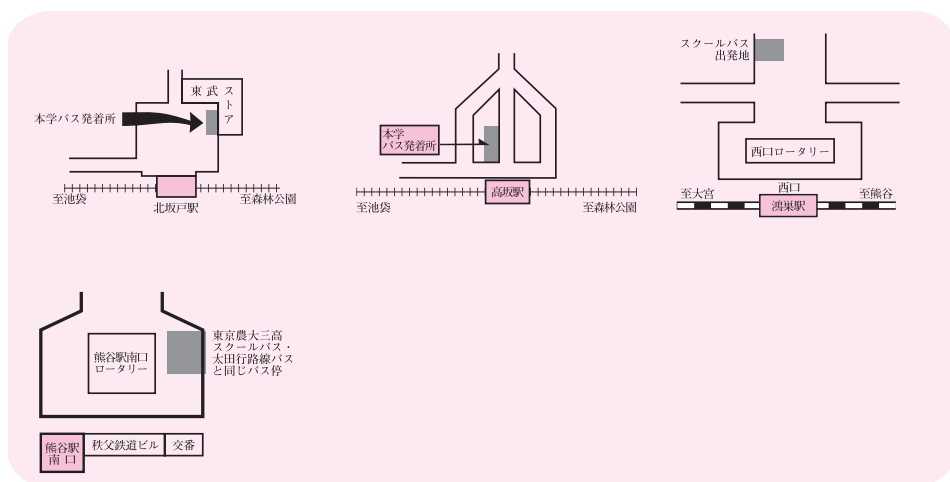 東武スト
ア
本学バス発着所
至池袋
至森林公園
北坂戸駅
本学
バス発着所
高坂駅
至池袋
至森林公園
スクールバス
出発地
西口ロータリー
西口
至大宮
至熊谷
鴻巣駅
熊谷駅南口
ロータリー
東京農大三高
スクールバス・
太田行路線バス
と同じバス停
熊谷駅
南口
秩父鉄道ビル
交番